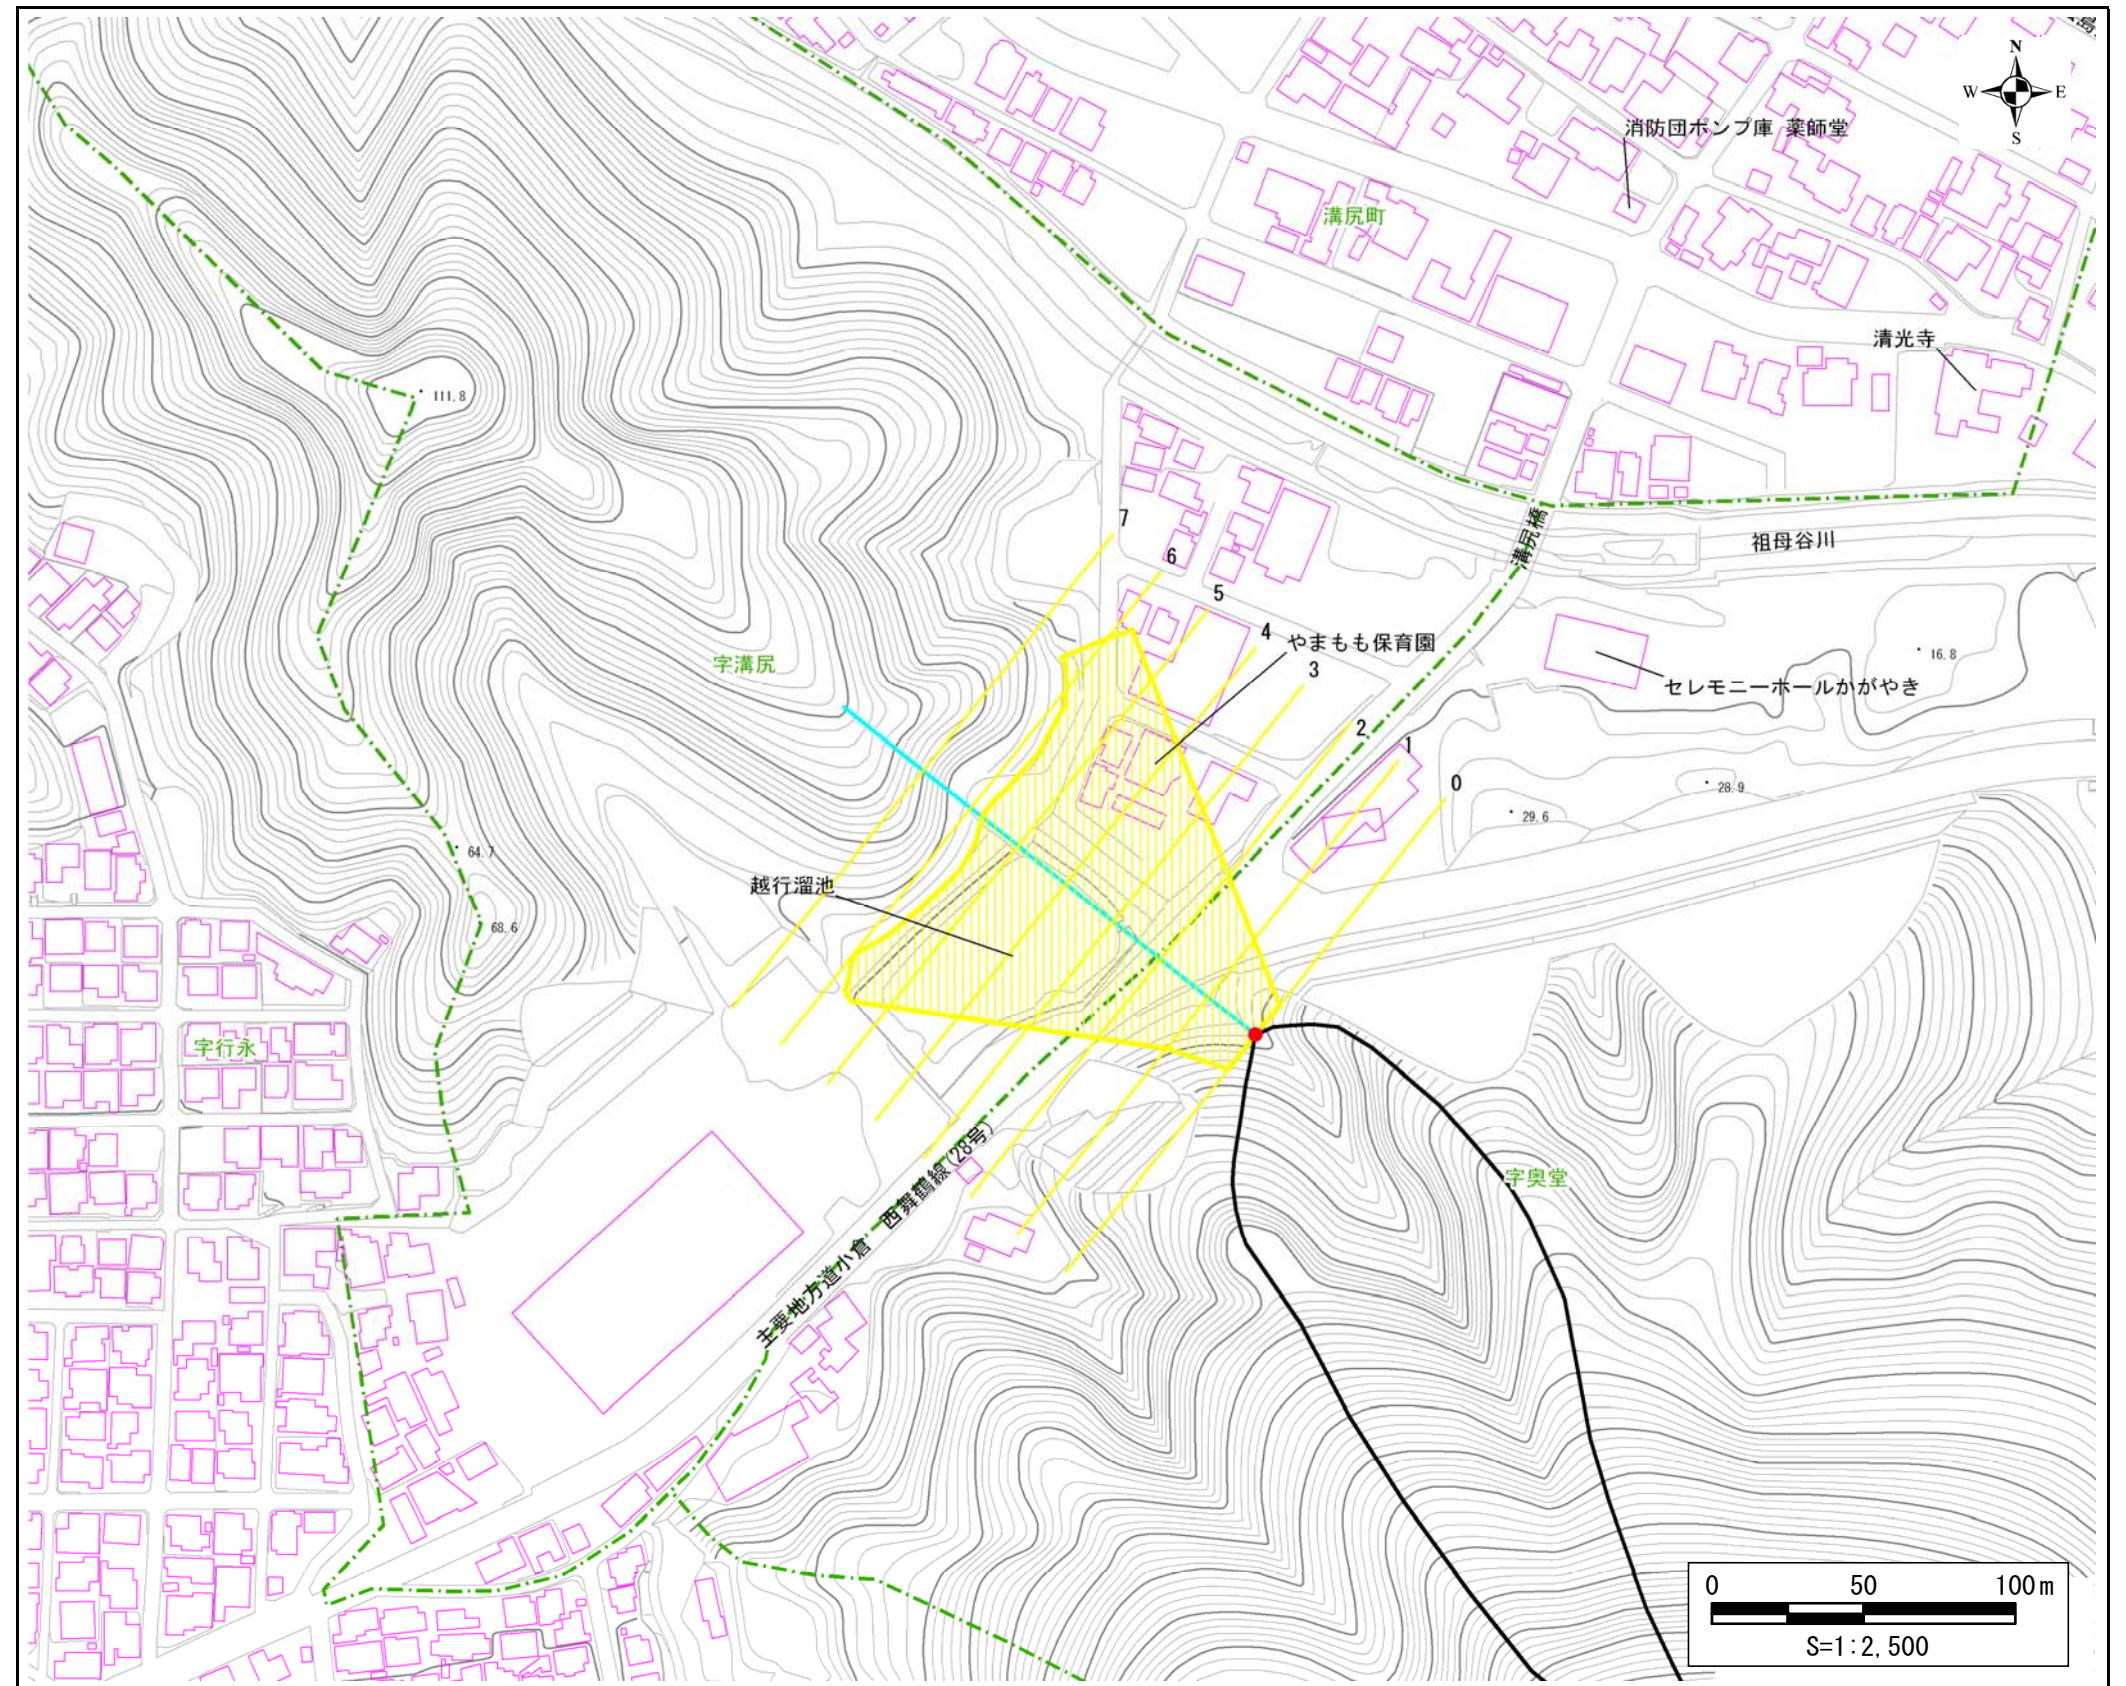 N
W E
S
消防団ポンプ庫 薬師堂
溝尻町
清光寺
111.8
溝尻橋
祖母谷川
7
6
5
4
やまもも保育園
3
字溝尻
16.8
セレモニーホールかがやき
2
1
0
28.9
29.6
64.7
越行溜池
68.6
字行永
字奥堂
主要地方道小倉 西舞鶴線(28号)
0 50 100m
S=1:2,500